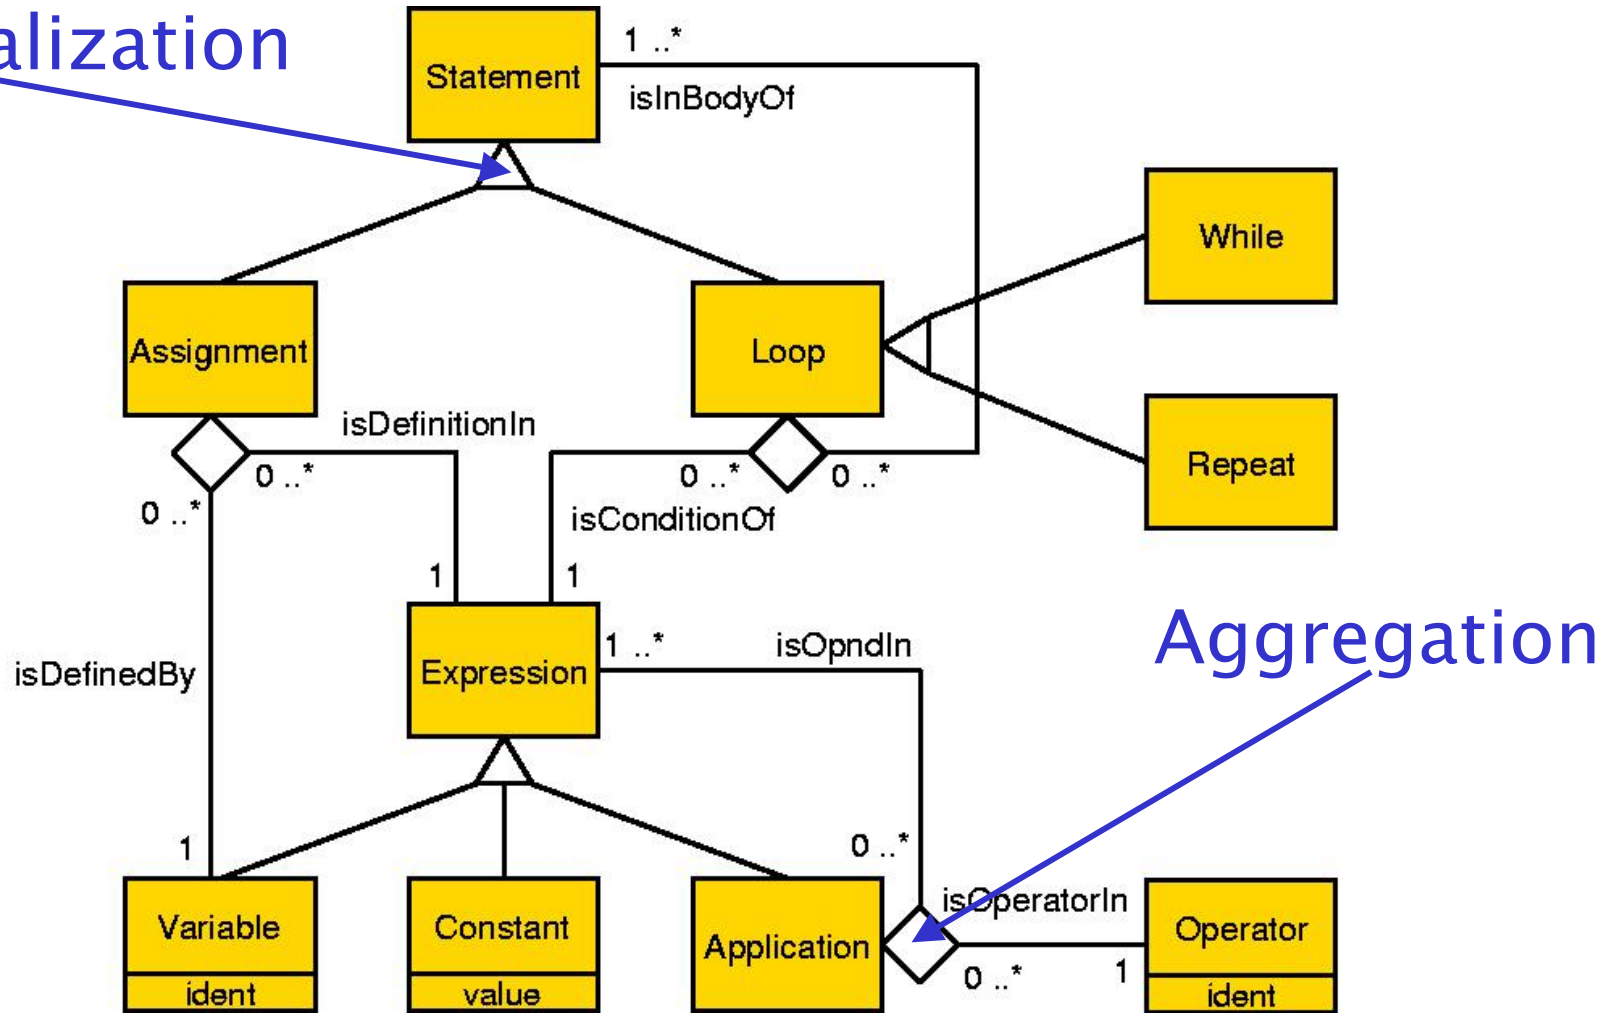 alization
Statement
1 ..*
isInBodyOf
While
Assignment
Loop
isDefinitionIn
0 ..*
0 ..*
0 ..*
0 ..*
isConditionOf
Repeat
1
1
isDefinedBy
Expression
1 ..*
isOpndIn
Aggregation
1
0 ..*
Variable
ident
Constant
value
Application
isOperatorIn
0 ..*
1
Operator
ident